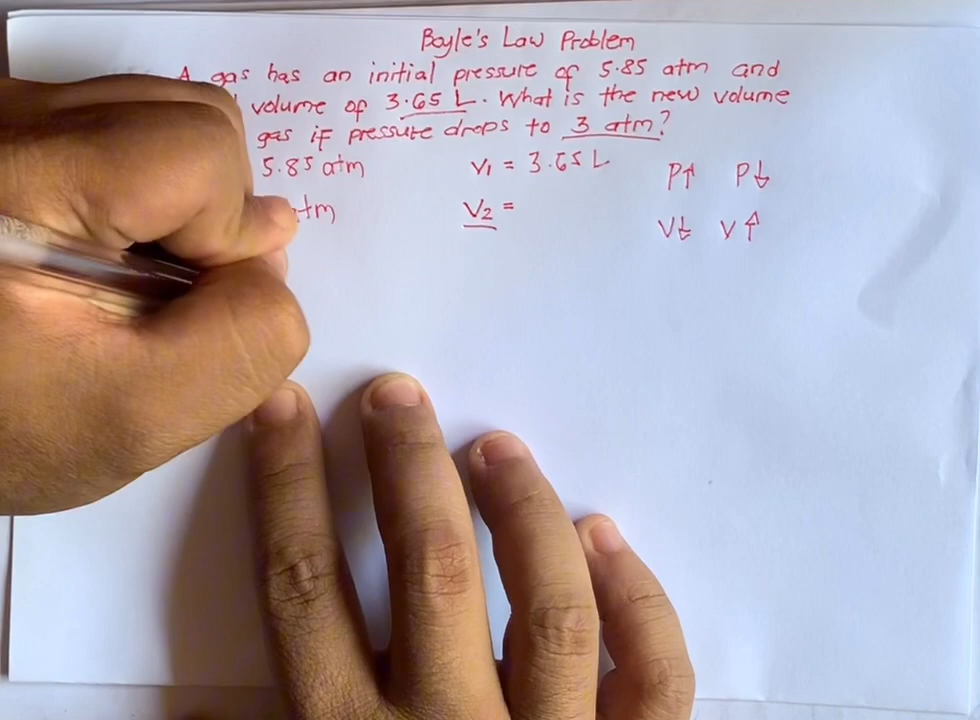 Boyle's Law Problem
A gas has an initial pressure of 5.85 atm and
volume of 3.65 L. What is the new volume
gas if pressure drops to 3 atm?
5.85 atm V1 = 3.65 L P↑ P↓
atm V2 = V↓ V↑